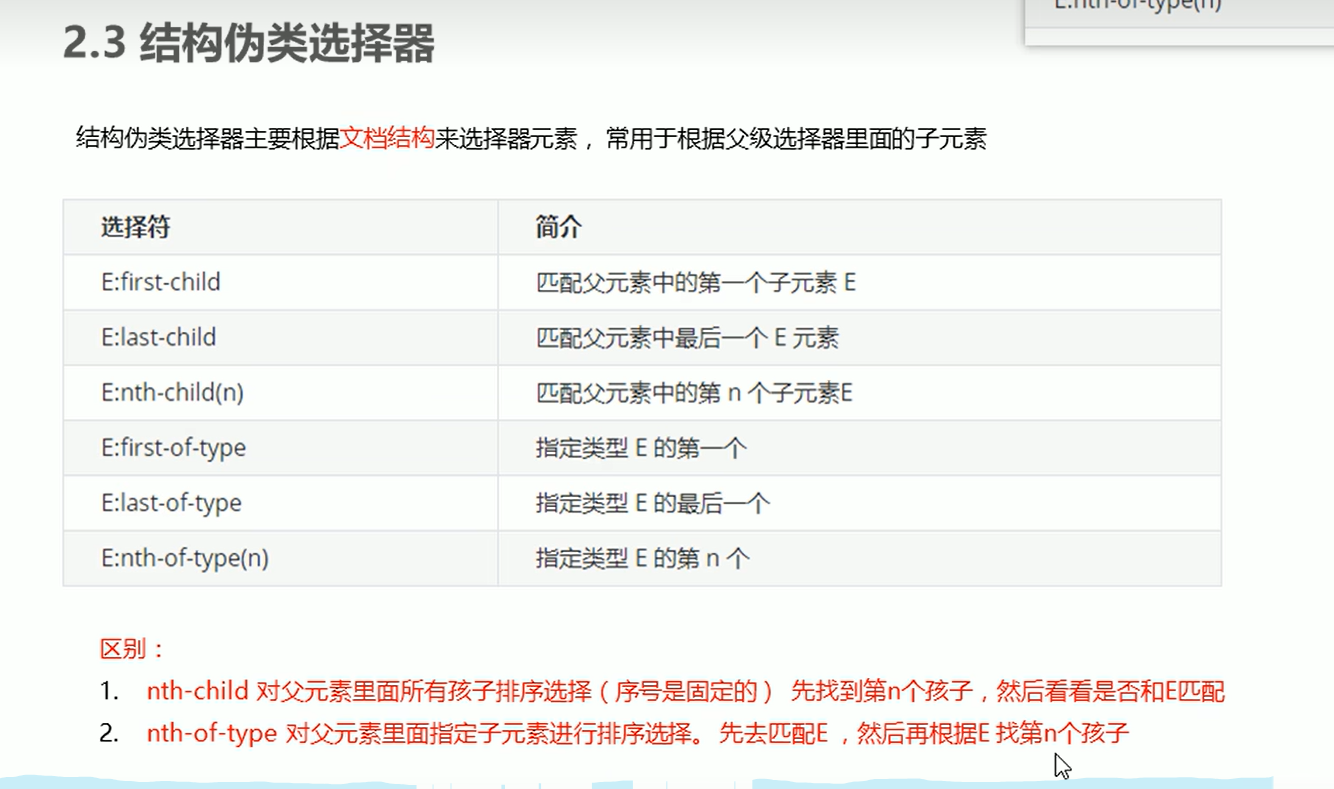 E:nth-of-type(n)
2.3 结构伪类选择器
结构伪类选择器主要根据文档结构来选择器元素，常用于根据父级选择器里面的子元素
选择符 简介
E:first-child 匹配父元素中的第一个子元素 E
E:last-child 匹配父元素中最后一个 E 元素
E:nth-child(n) 匹配父元素中的第 n 个子元素E
E:first-of-type 指定类型 E 的第一个
E:last-of-type 指定类型 E 的最后一个
E:nth-of-type(n) 指定类型 E 的第 n 个
区别：
1. nth-child 对父元素里面所有孩子排序选择（序号是固定的） 先找到第n个孩子，然后看看是否和E匹配
2. nth-of-type 对父元素里面指定子元素进行排序选择。 先去匹配E ，然后再根据E 找第n个孩子